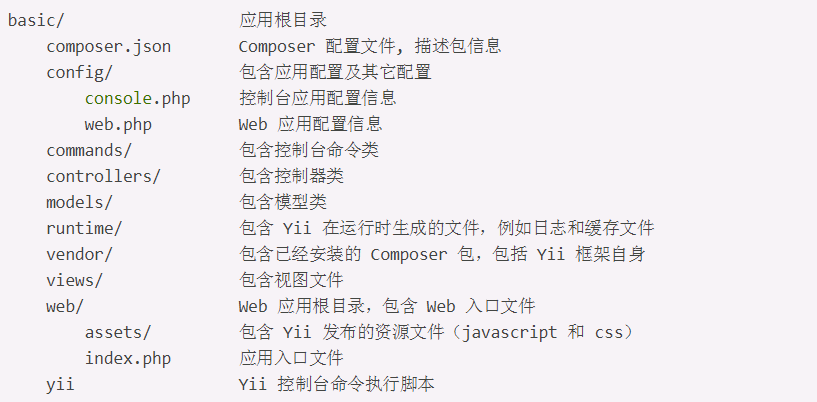 basic/                  应用根目录
    composer.json       Composer 配置文件, 描述包信息
    config/             包含应用配置及其它配置
        console.php     控制台应用配置信息
        web.php         Web 应用配置信息
    commands/           包含控制台命令类
    controllers/        包含控制器类
    models/             包含模型类
    runtime/            包含 Yii 在运行时生成的文件，例如日志和缓存文件
    vendor/             包含已经安装的 Composer 包，包括 Yii 框架自身
    views/              包含视图文件
    web/                Web 应用根目录，包含 Web 入口文件
        assets/         包含 Yii 发布的资源文件（javascript 和 css）
        index.php       应用入口文件
    yii                 Yii 控制台命令执行脚本